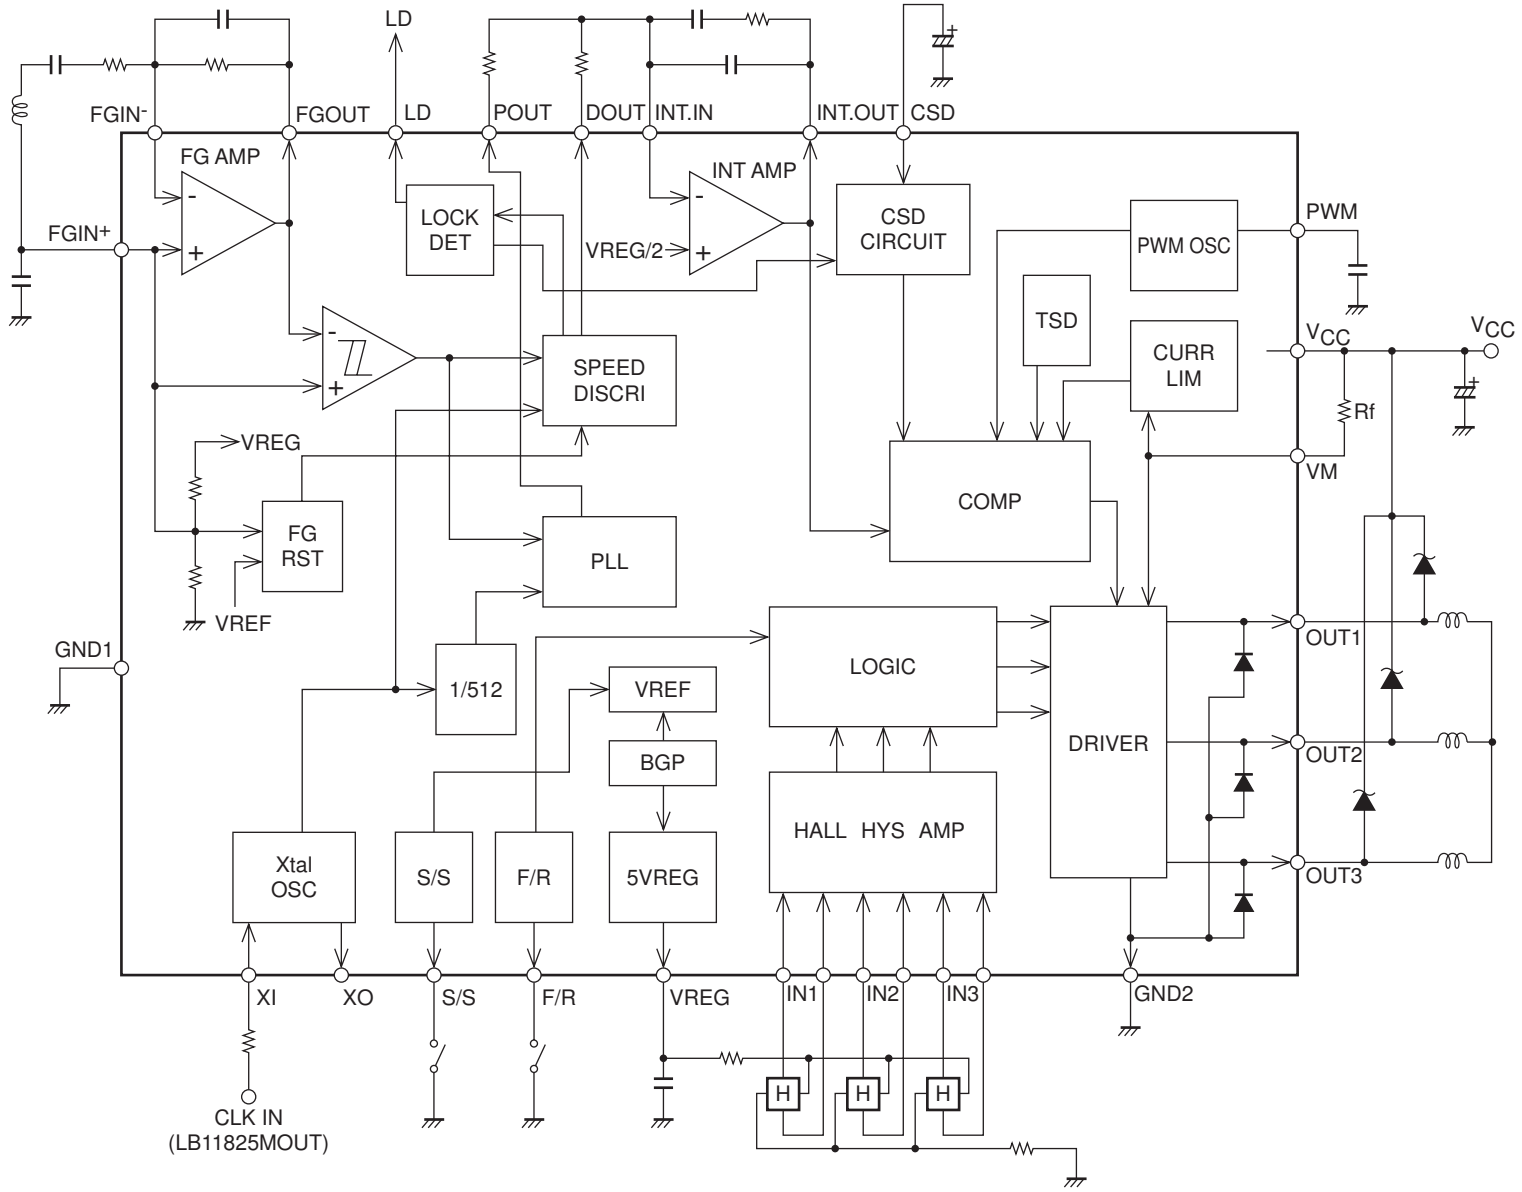 LD
FGIN-
FGOUT
LD
POUT
DOUT
INT.IN
INT.OUT
CSD
+
FG AMP
-
+
FGIN+
LOCK
DET
INT AMP
-
+
VREG/2
CSD
CIRCUIT
PWM OSC
PWM
TSD
CURR
LIM
VCC
VCC
+
Rf
VM
-
+
SPEED
DISCRI
VREG
FG
RST
VREF
PLL
COMP
GND1
1/512
VREF
BGP
LOGIC
DRIVER
OUT1
OUT2
OUT3
HALL HYS AMP
Xtal
OSC
S/S
F/R
5VREG
XI
XO
S/S
F/R
VREG
IN1
IN2
IN3
GND2
H
H
H
CLK IN
(LB11825MOUT)